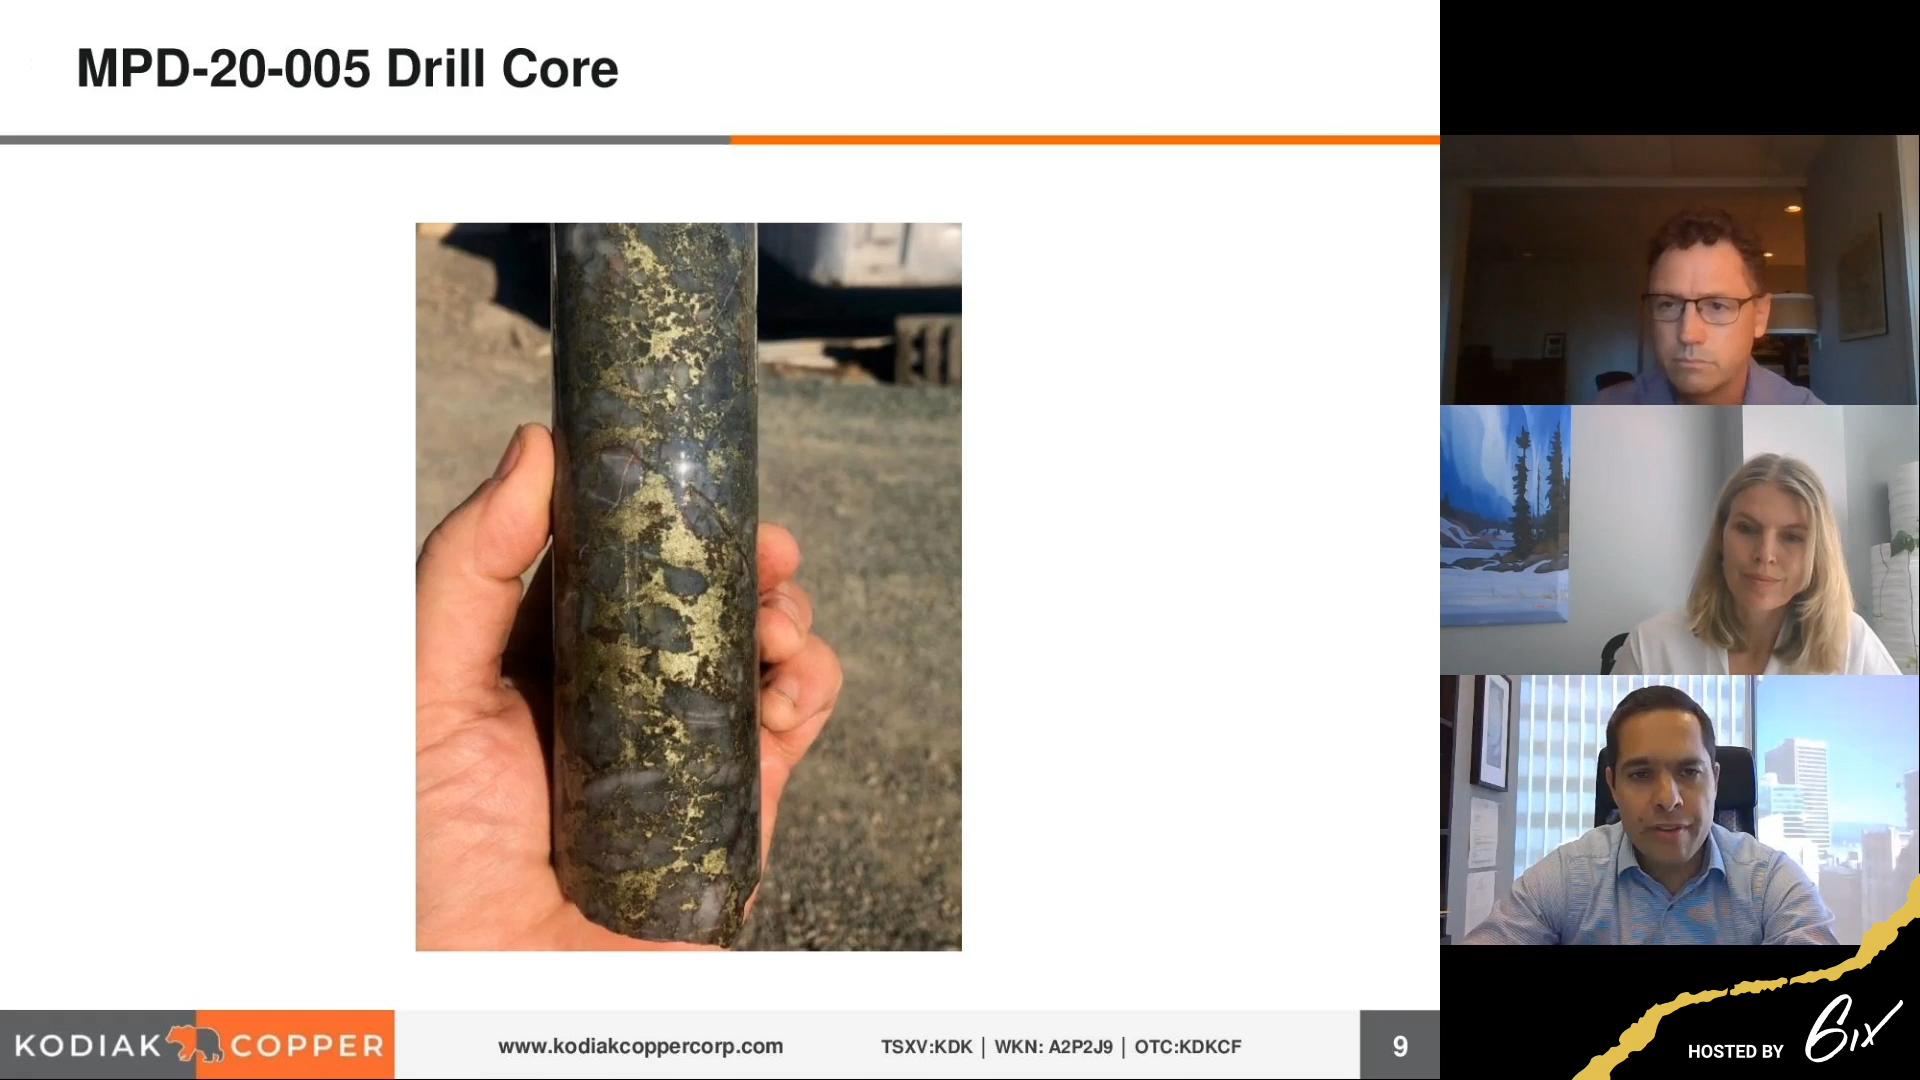 MPD-20-005 Drill Core
KODIAK COPPER
www.kodiakcoppercorp.com
TSXV:KDK | WKN: A2P2J9 | OTC:KDKCF
9
HOSTED BY 6ix